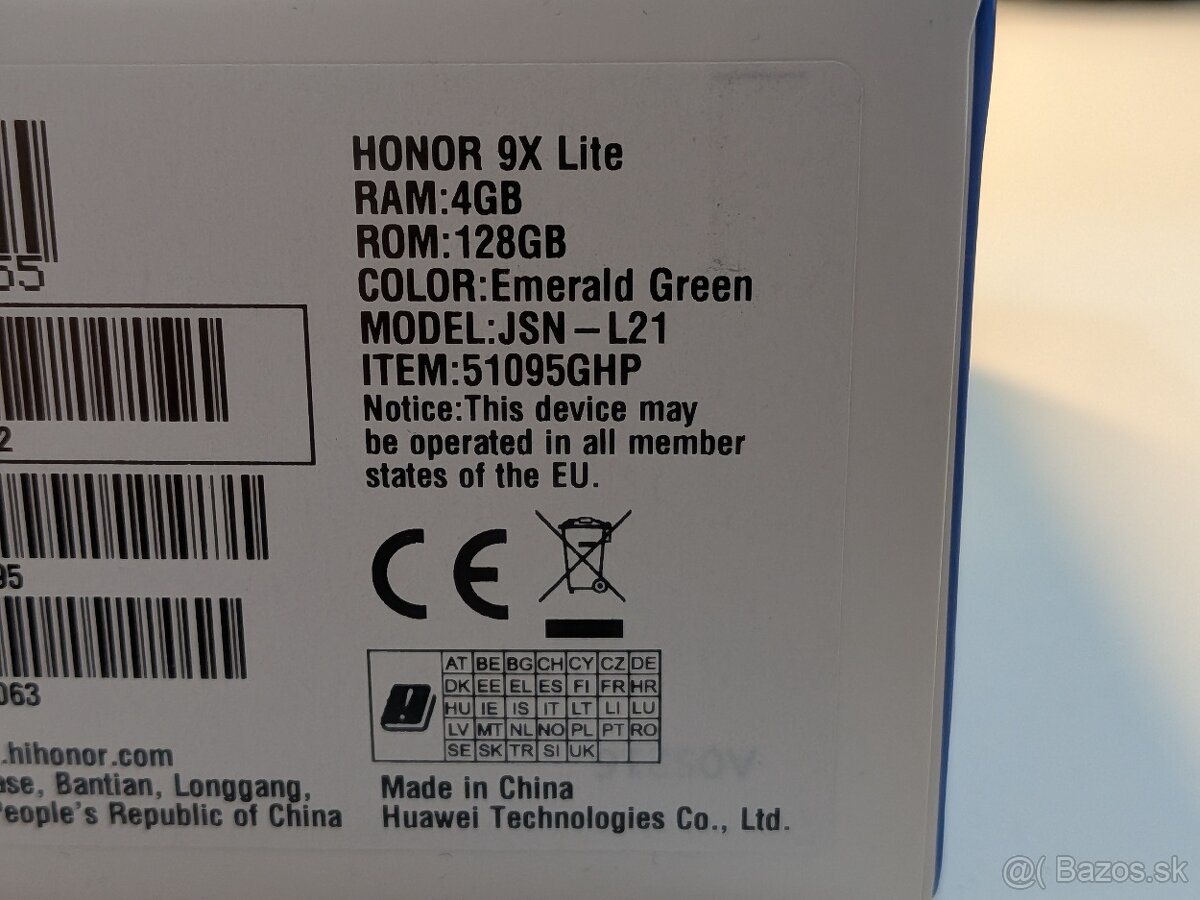 HONOR 9X Lite
RAM:4GB
ROM:128GB
COLOR:Emerald Green
MODEL:JSN-L21
ITEM:51095GHP
Notice:This device may
be operated in all member
states of the EU.
55
2
95
063
CE
AT BE BG CH CY CZ DE
DK EE EL ES FI FR HR
HU IE IS IT LT LI LU
LV MT NL NO PL PT RO
SE SK TR SI UK
.hihonor.com
ase, Bantian, Longgang,
People's Republic of China
Made in China
Huawei Technologies Co., Ltd.
@( Bazos.sk